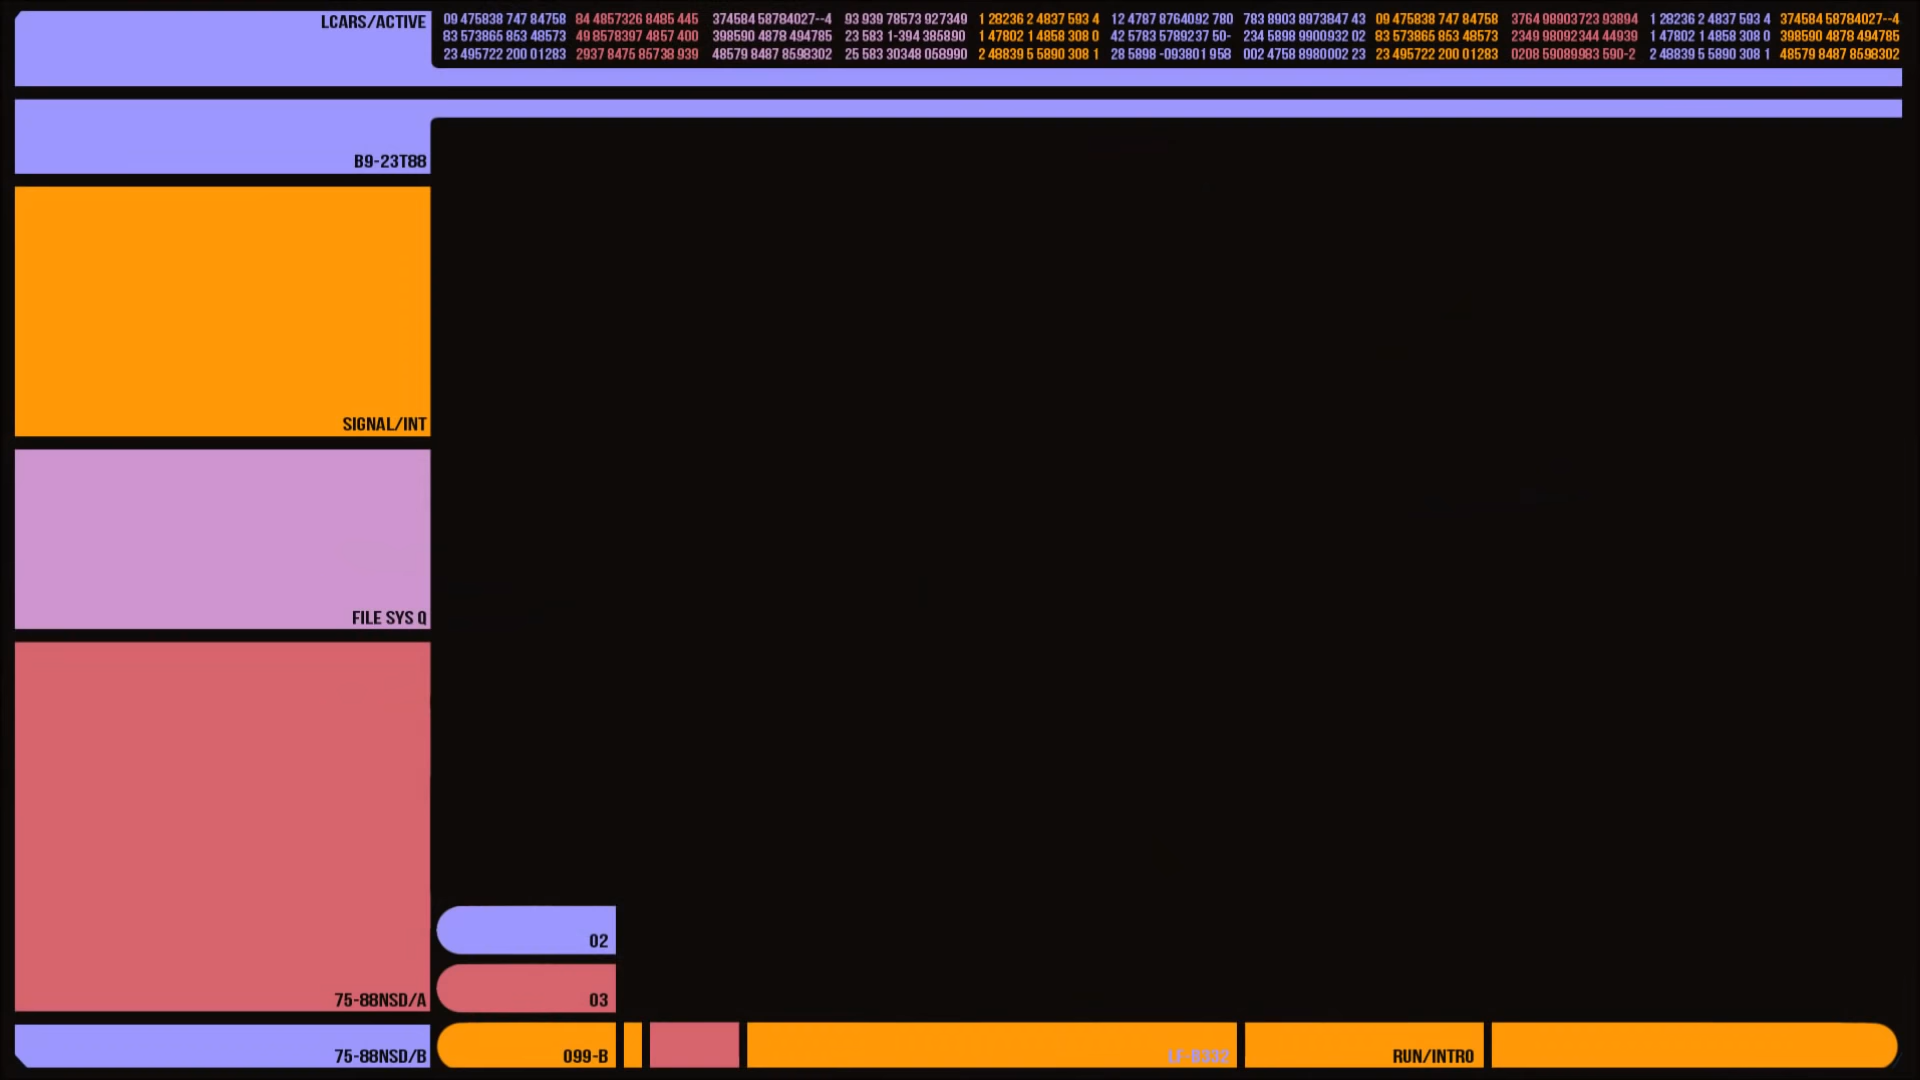 LCARS/ACTIVE
09 475838 747 84758 84 4857326 8485 445 374584 58784027--4 93 939 78573 927349 1 28236 2 4837 593 4 12 4787 8764092 780 783 8903 8973847 43 09 475838 747 84758 3764 98903723 93894 1 28236 2 4837 593 4 374584 58784027--4
83 573865 853 48573 49 8578397 4857 400 398590 4878 494785 23 583 1-394 385890 1 47802 1 4858 308 0 42 5783 5789237 50- 234 5898 9900932 02 83 573865 853 48573 2349 98092344 44939 1 47802 1 4858 308 0 398590 4878 494785
23 495722 200 01283 2937 8475 85738 939 48579 8487 8598302 25 583 30348 058990 2 48839 5 5890 308 1 28 5898 -093801 958 002 4758 8980002 23 23 495722 200 01283 0208 59089983 590-2 2 48839 5 5890 308 1 48579 8487 8598302
B9-23T88
SIGNAL/INT
FILE SYS Q
02
75-88NSD/A
03
75-88NSD/B
099-B
LF-B332
RUN/INTRO